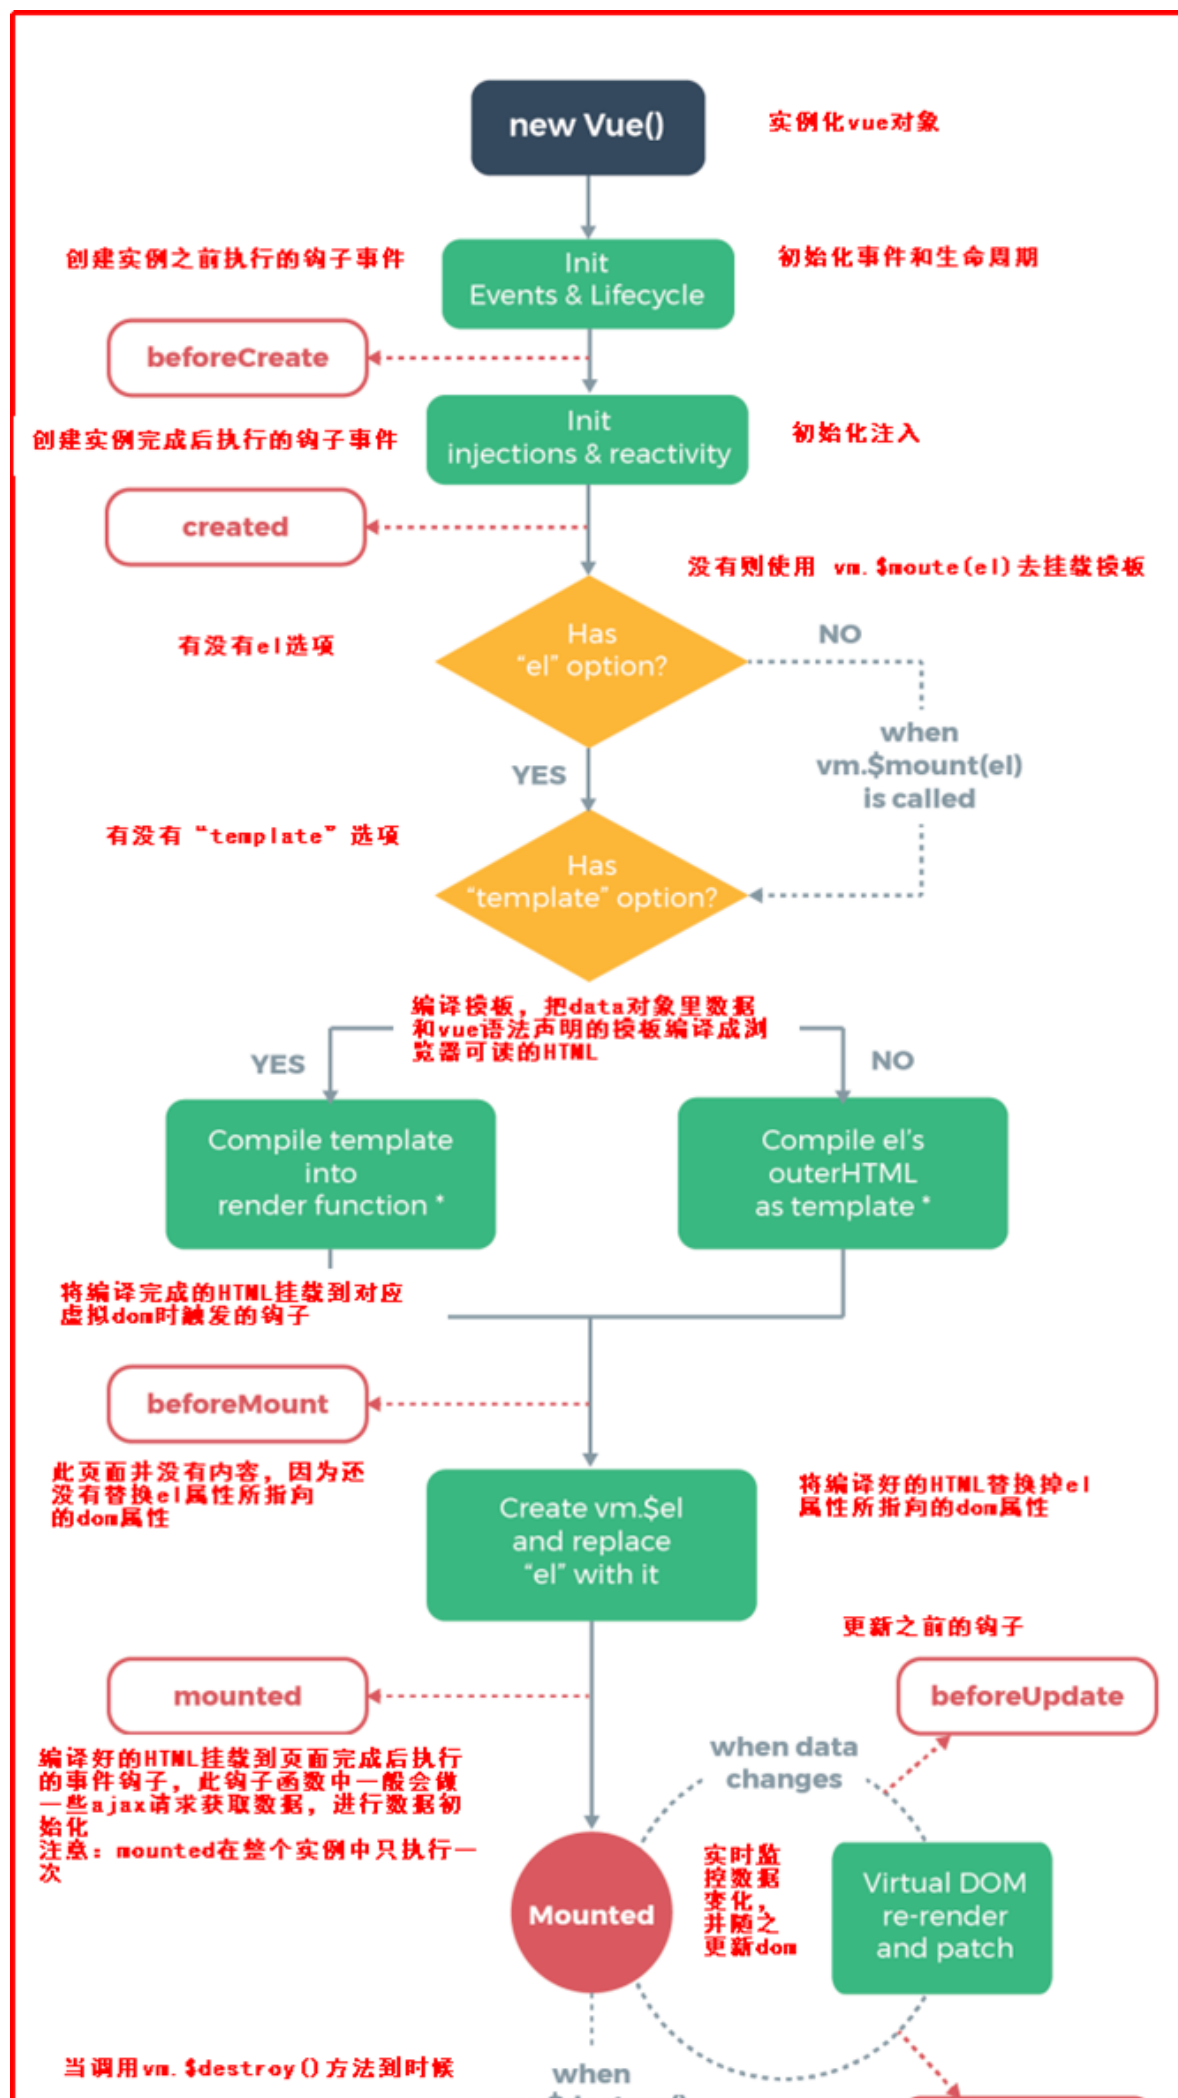 new Vue()
实例化vue对象
创建实例之前执行的钩子事件
Init
Events & Lifecycle
初始化事件和生命周期
beforeCreate
创建实例完成后执行的钩子事件
Init
injections & reactivity
初始化注入
created
没有则使用 vm.$moute(el)去挂载模板
有没有el选项
Has
“el” option?
NO
when
vm.$mount(el)
is called
YES
有没有“template”选项
Has
“template” option?
编译模板，把data对象里数据
和vue语法声明的模板编译成浏
览器可读的HTML
YES
NO
Compile template
into
render function *
Compile el’s
outerHTML
as template *
将编译完成的HTML挂载到对应
虚拟dom时触发的钩子
beforeMount
此页面并没有内容，因为还
没有替换el属性所指向
的dom属性
Create vm.$el
and replace
“el” with it
将编译好的HTML替换掉el
属性所指向的dom属性
更新之前的钩子
mounted
beforeUpdate
编译好的HTML挂载到页面完成后执行
的事件钩子，此钩子函数中一般会做
一些ajax请求获取数据，进行数据初
始化
注意：mounted在整个实例中只执行一
次
when data
changes
实时监
控数据
变化，
并随之
更新dom
Mounted
Virtual DOM
re-render
and patch
当调用vm.$destroy()方法到时候
when